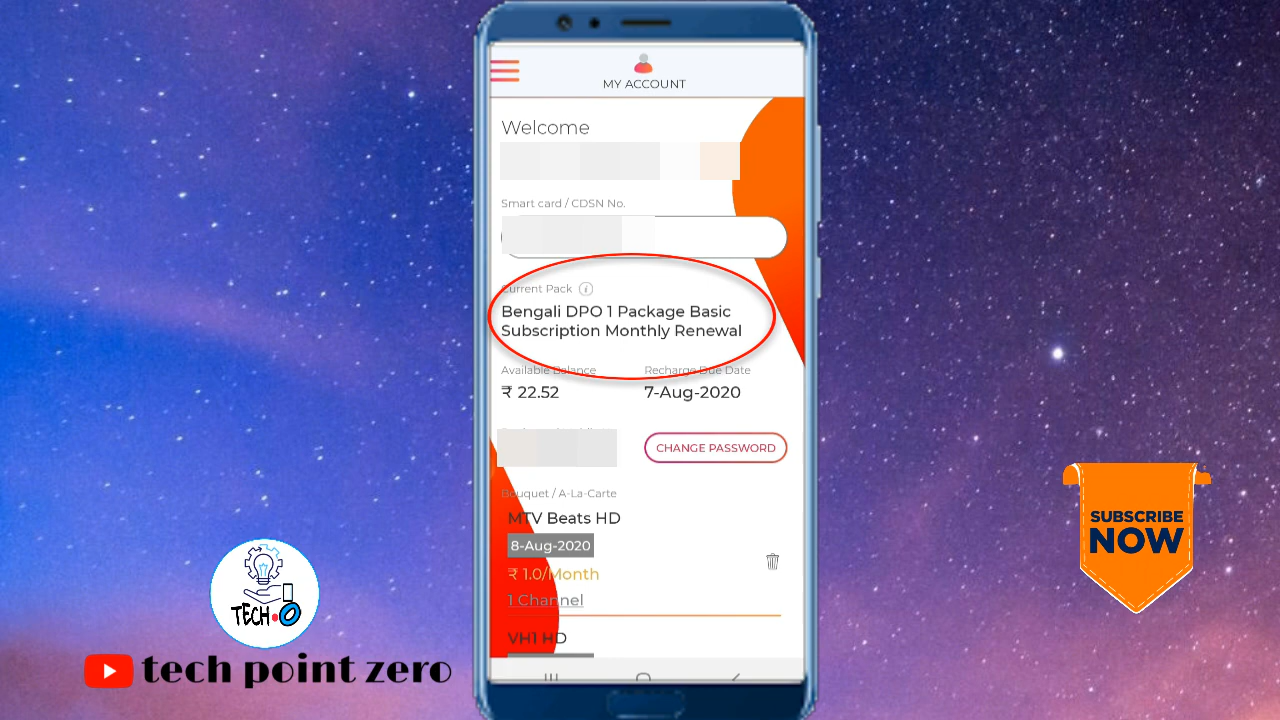 MY ACCOUNT
Welcome
Smart card / CDSN No.
Current Pack
Bengali DPO 1 Package Basic
Subscription Monthly Renewal
Available Balance
Recharge Due Date
₹ 22.52
7-Aug-2020
CHANGE PASSWORD
Bouquet / A-La-Carte
MTV Beats HD
8-Aug-2020
₹ 1.0/Month
1 Channel
VH1 HD
SUBSCRIBE
NOW
TECH.O
tech point zero